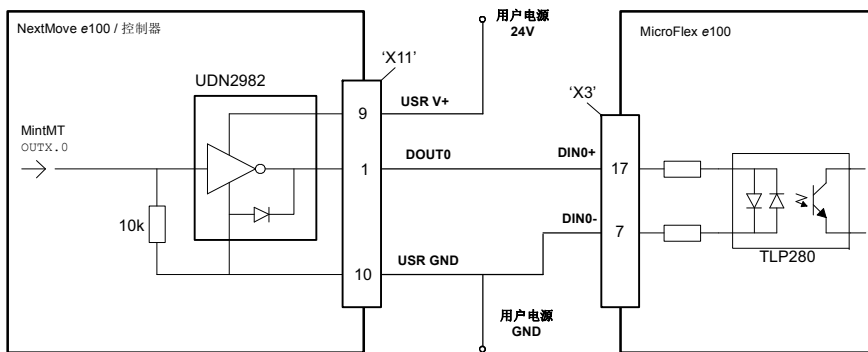 NextMove e100 / 控制器
用户电源
24V
MicroFlex e100
UDN2982
‘X11’
‘X3’
9
USR V+
MintMT
OUTX.0
1
DOUT0
DIN0+
17
10k
DIN0-
7
TLP280
10
USR GND
用户电源
GND